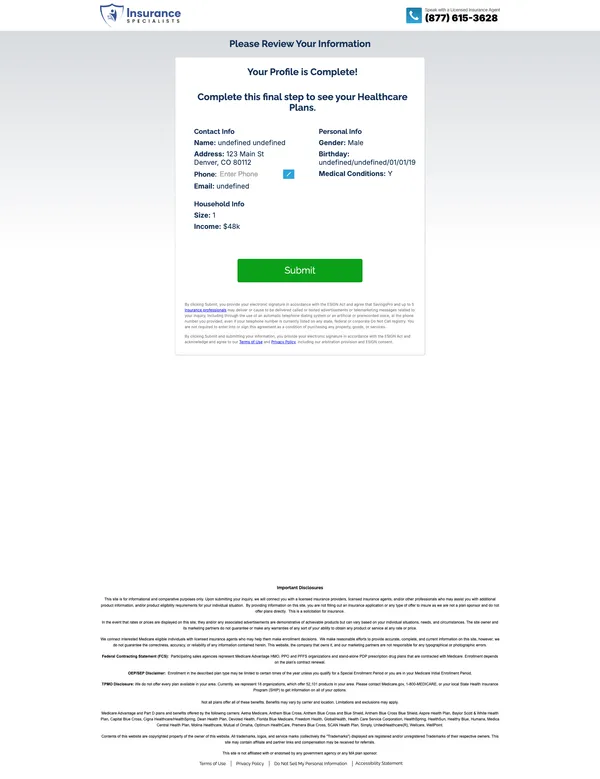 Insurance
SPECIALISTS
Speak with a Licensed Insurance Agent
(877) 615-3628
Please Review Your Information
Your Profile is Complete!
Complete this final step to see your Healthcare
Plans.
Contact Info
Name: undefined undefined
Address: 123 Main St
Denver, CO 80112
Phone: Enter Phone
Email: undefined
Household Info
Size: 1
Income: $48k
Personal Info
Gender: Male
Birthday:
undefined/undefined/01/01/19
Medical Conditions: Y
Submit
By clicking Submit, you provide your electronic signature in accordance with the ESIGN Act and agree that SavingsPro and up to 5
insurance professionals may deliver or cause to be delivered called or texted advertisements or telemarketing messages related to
your inquiry, including through the use of an automatic telephone dialing system or an artificial or prerecorded voice, at the phone
number you provided, even if your telephone number is currently listed on any state, federal or corporate Do Not Call registry. You
are not required to enter into or sign this agreement as a condition of purchasing any property, goods, or services.
By clicking Submit and submitting your information, you provide your electronic signature in accordance with the ESIGN Act and
acknowledge and agree to our Terms of Use and Privacy Policy, including our arbitration provision and ESIGN consent.
Important Disclosures
This site is for informational and comparative purposes only. Upon submitting your inquiry, we will connect you with a licensed insurance providers, licensed insurance agents, and/or other professionals who may assist you with additional
product information, and/or product eligibility requirements for your individual situation. By providing information on this site, you are not filling out an insurance application or any type of offer to insure as we are not a plan sponsor and do not
offer plans directly. This is a solicitation for insurance.
In the event that rates or prices are displayed on this site; they and/or any associated advertisements are demonstrative of achievable products but can vary based on your individual situations, needs, and circumstances. The site owner and
its marketing partners do not guarantee or make any warranties of any sort of your ability to obtain any product or service at any rate or price.
We connect interested Medicare eligible individuals with licensed insurance agents who may help them make enrollment decisions. We make reasonable efforts to provide accurate, complete, and current information on this site, however, we
do not guarantee the correctness, accuracy, or reliability of any information contained herein. This website, the company that owns it, and our marketing partners are not responsible for any typographical or photographic errors.
Federal Contracting Statement (FCS): Participating sales agencies represent Medicare Advantage HMO, PPO and PFFS organizations and stand-alone PDP prescription drug plans that are contracted with Medicare. Enrollment depends
on the plan's contract renewal.
OEP/SEP Disclaimer: Enrollment in the described plan type may be limited to certain times of the year unless you qualify for a Special Enrollment Period or you are in your Medicare Initial Enrollment Period.
TPMO Disclosure: We do not offer every plan available in your area. Currently, we represent 18 organizations, which offer 52,101 products in your area. Please contact Medicare.gov, 1-800-MEDICARE, or your local State Health Insurance
Program (SHIP) to get information on all of your options.
Not all plans offer all of these benefits. Benefits may vary by carrier and location. Limitations and exclusions may apply.
Medicare Advantage and Part D plans and benefits offered by the following carriers: Aetna Medicare, Anthem Blue Cross, Anthem Blue Cross and Blue Shield, Anthem Blue Cross Blue Shield, Aspire Health Plan, Baylor Scott & White Health
Plan, Capital Blue Cross, Cigna Healthcare/HealthSpring, Dean Health Plan, Devoted Health, Florida Blue Medicare, Freedom Health, GlobalHealth, Health Care Service Corporation, HealthSpring, HealthSun, Healthy Blue, Humana, Medica
Central Health Plan, Molina Healthcare, Mutual of Omaha, Optimum HealthCare, Premera Blue Cross, SCAN Health Plan, Simply, UnitedHealthcare(R), Wellcare, WellPoint.
Contents of this website are copyrighted property of the owner of this website. All trademarks, logos, and service marks (collectively the "Trademarks") displayed are registered and/or unregistered Trademarks of their respective owners. This
site may contain affiliate and partner links and compensation may be received for referrals.
This site is not affiliated with or endorsed by any government agency or any MA plan sponsor
Terms of Use | Privacy Policy | Do Not Sell My Personal Information | Accessibility Statement